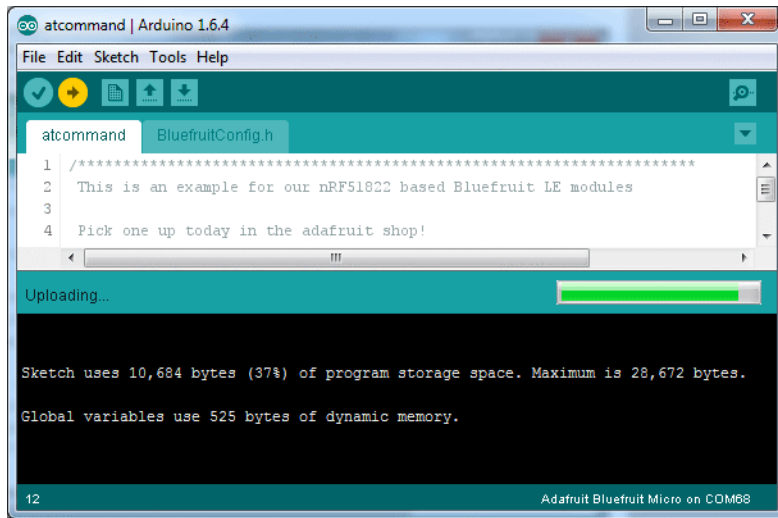 atcommand | Arduino 1.6.4
File Edit Sketch Tools Help
atcommand BluefruitConfig.h
1 /********************************************************************
2 This is an example for our nRF51822 based Bluefruit LE modules
3
4 Pick one up today in the adafruit shop!
Uploading...
Sketch uses 10,684 bytes (37%) of program storage space. Maximum is 28,672 bytes.
Global variables use 525 bytes of dynamic memory.
12 Adafruit Bluefruit Micro on COM68